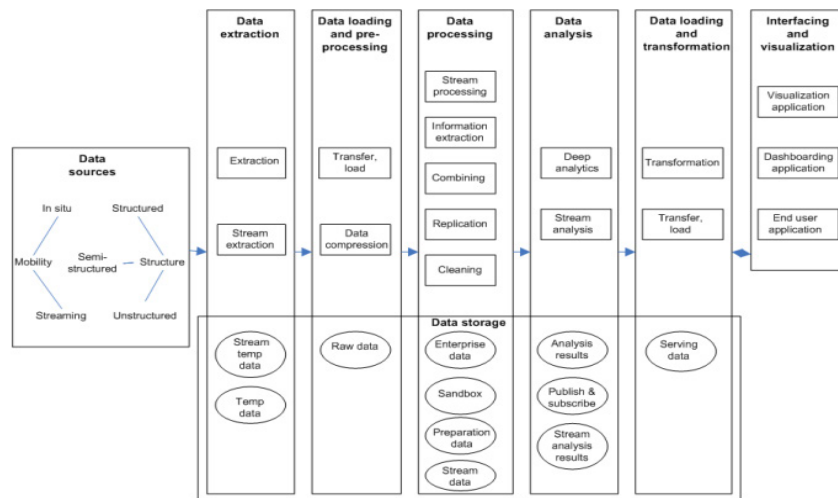 Data
extraction
Data loading
and pre-
processing
Data
processing
Data
analysis
Data loading
and
transformation
Interfacing
and
visualization
Stream
processing
Visualization
application
Information
extraction
Data
sources
Extraction
Transfer,
load
Combining
Deep
analytics
Transformation
Dashboarding
application
In situ
Structured
Stream
extraction
Data
compression
Replication
Stream
analysis
Transfer,
load
End user
application
Mobility
Semi-
structured
Structure
Cleaning
Streaming
Unstructured
Data storage
Stream
temp
data
Raw data
Enterprise
data
Analysis
results
Serving
data
Temp
data
Sandbox
Publish &
subscribe
Preparation
data
Stream
analysis
results
Stream
data